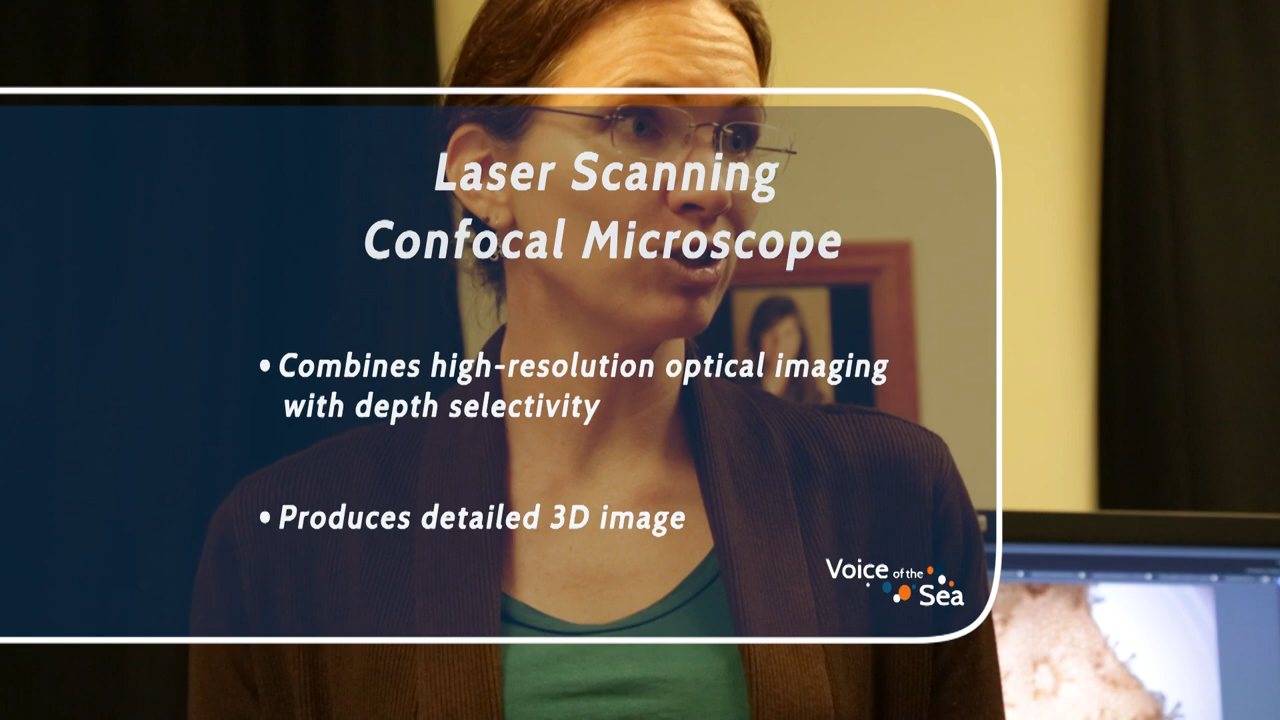 Laser Scanning
Confocal Microscope
• Combines high-resolution optical imaging
with depth selectivity
• Produces detailed 3D image
Voice of the
Sea